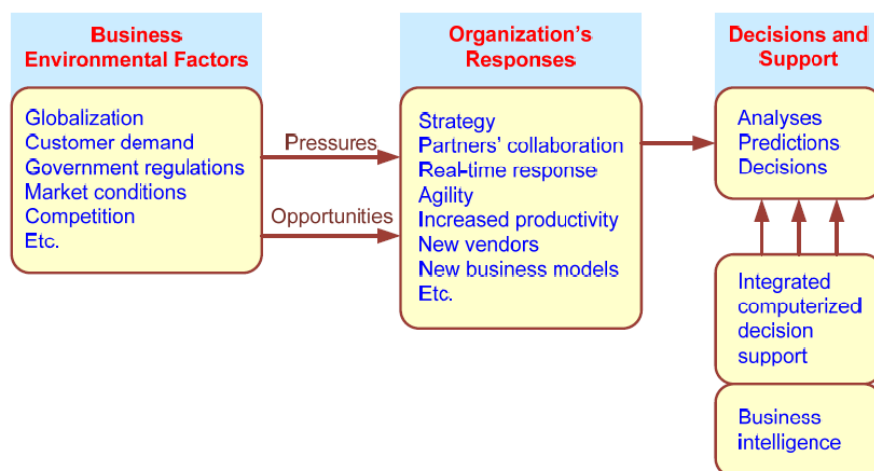 Business
Environmental Factors
Globalization
Customer demand
Government regulations
Market conditions
Competition
Etc.
Pressures
Opportunities
Organization's
Responses
Strategy
Partners' collaboration
Real-time response
Agility
Increased productivity
New vendors
New business models
Etc.
Decisions and
Support
Analyses
Predictions
Decisions
Integrated
computerized
decision
support
Business
intelligence